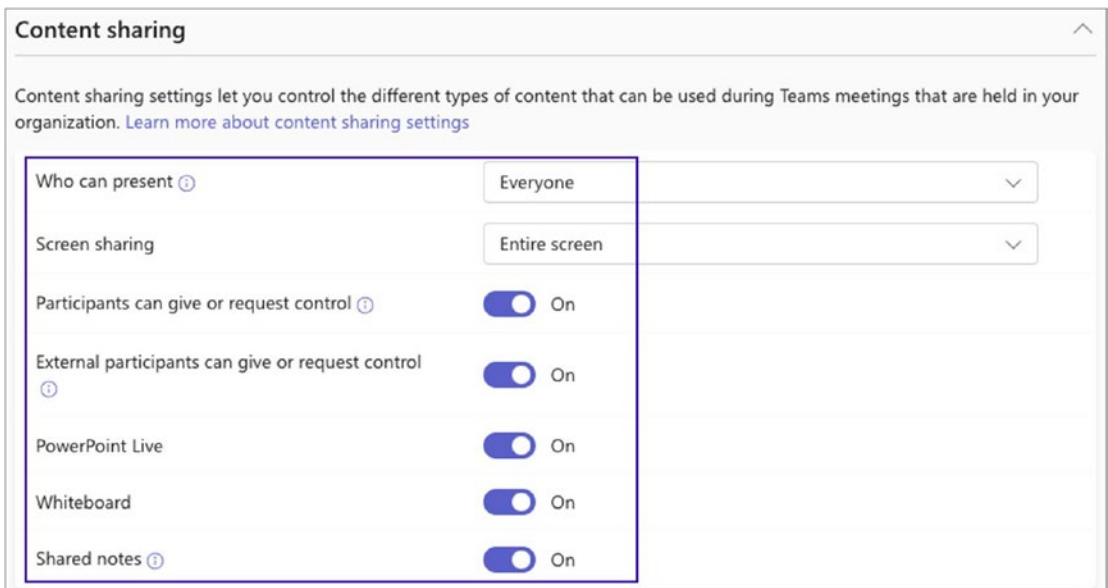 Content sharing
Content sharing settings let you control the different types of content that can be used during Teams meetings that are held in your
organization. Learn more about content sharing settings
Who can present Everyone
Screen sharing Entire screen
Participants can give or request control On
External participants can give or request control On
PowerPoint Live On
Whiteboard On
Shared notes On